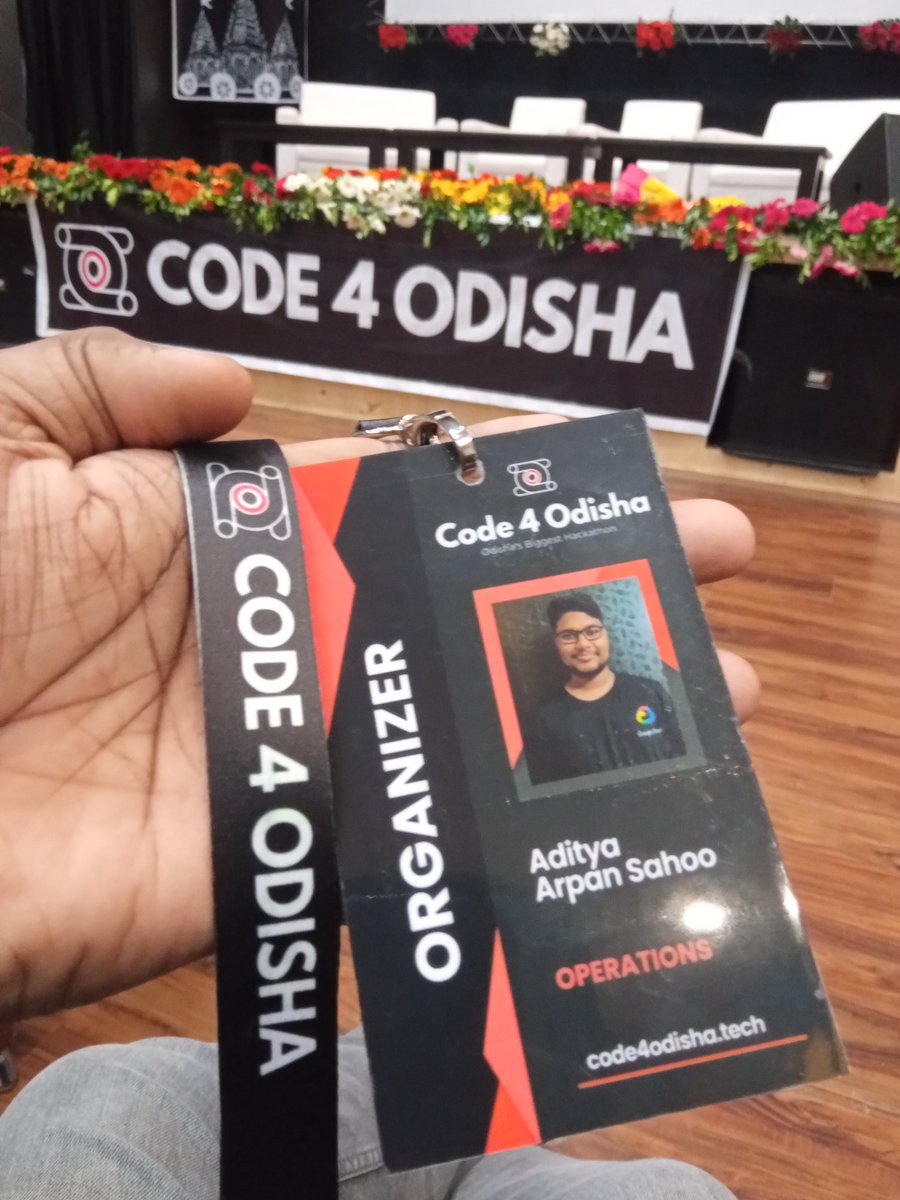 CODE 4 ODISHA
CODE 4 ODISHA
ORGANIZER
Code 4 Odisha
Odisha's Biggest Hackathon
Aditya
Arpan Sahoo
OPERATIONS
code4odisha.tech